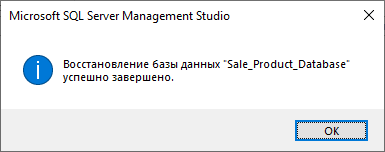 Microsoft SQL Server Management Studio
Восстановление базы данных "Sale_Product_Database"
успешно завершено.
OK